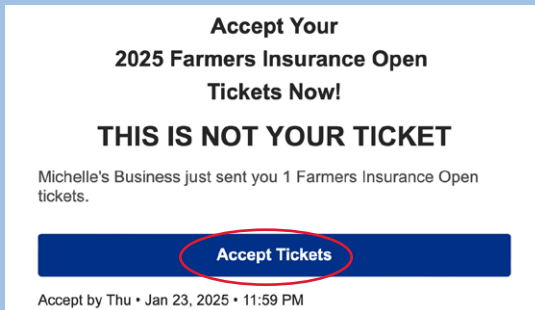 Accept Your
2025 Farmers Insurance Open
Tickets Now!
THIS IS NOT YOUR TICKET
Michelle's Business just sent you 1 Farmers Insurance Open
tickets.
Accept Tickets
Accept by Thu • Jan 23, 2025 • 11:59 PM